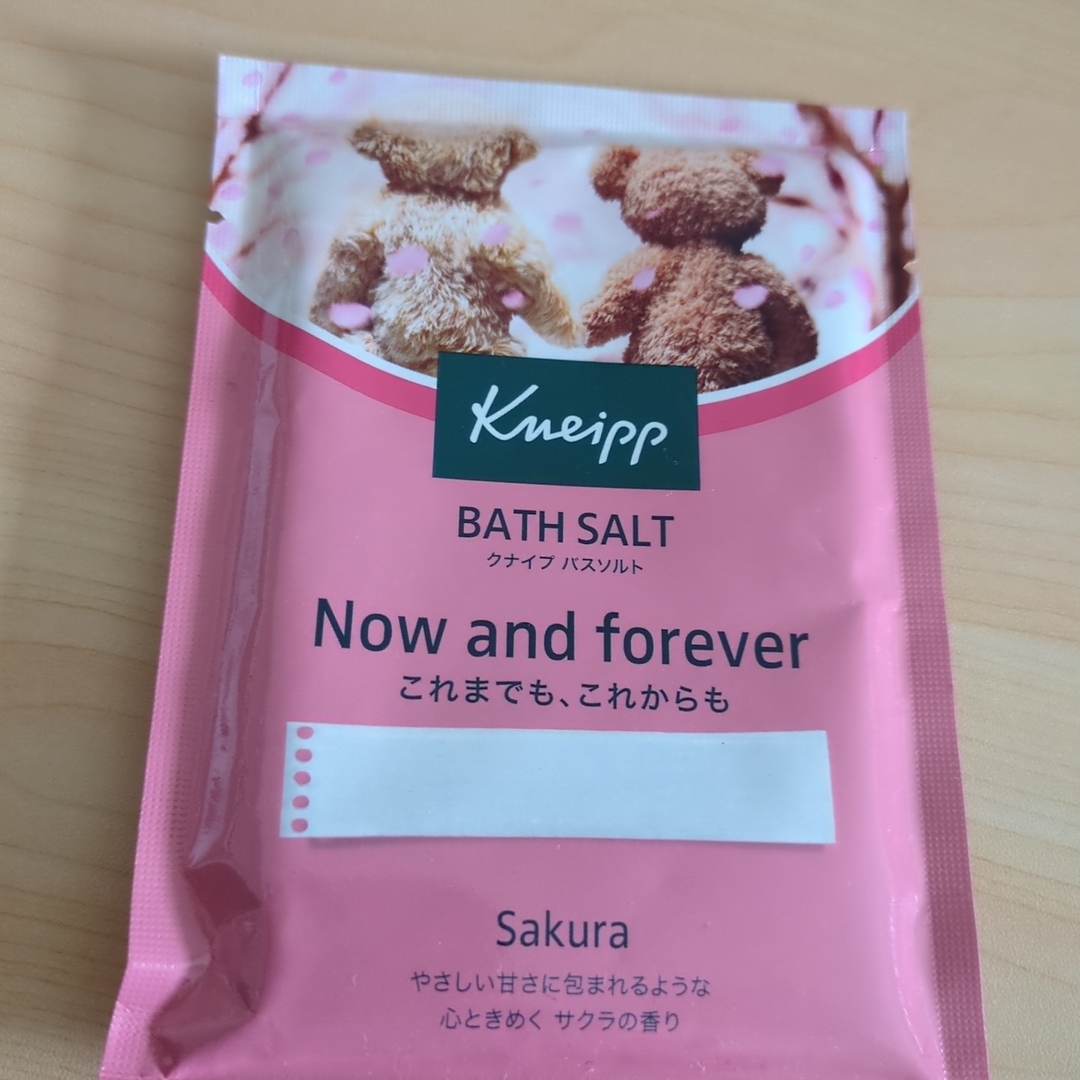 Kneipp
BATH SALT
クナイプ バスソルト
Now and forever
これまでも、これからも
Sakura
やさしい甘さに包まれるような
心ときめく サクラの香り